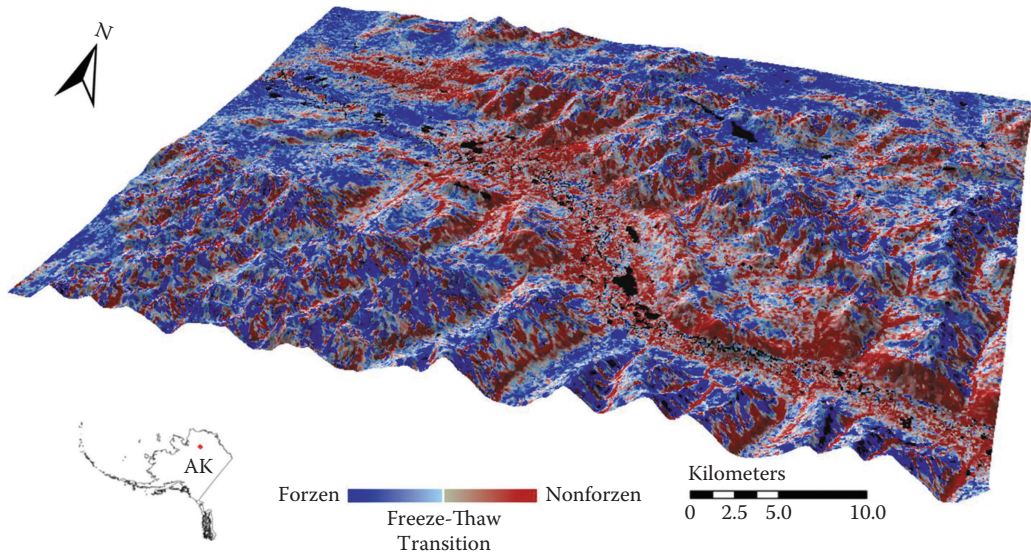 N
AK
Forzen
Nonforzen
Freeze-Thaw
Transition
Kilometers
0 2.5 5.0 10.0